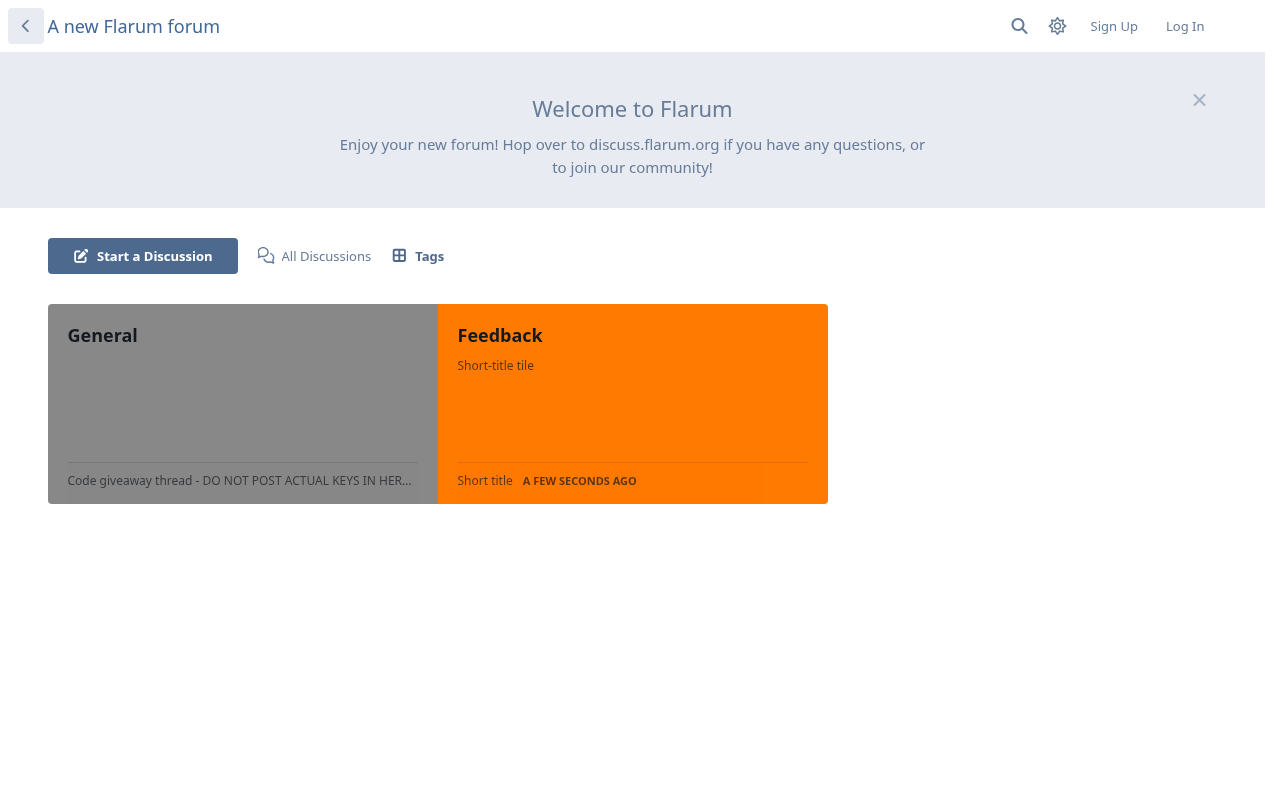 A new Flarum forum
Sign Up
Log In
Welcome to Flarum
Enjoy your new forum! Hop over to discuss.flarum.org if you have any questions, or
to join our community!
Start a Discussion
All Discussions
Tags
General
Code giveaway thread - DO NOT POST ACTUAL KEYS IN HER...
Feedback
Short-title tile
Short title A FEW SECONDS AGO